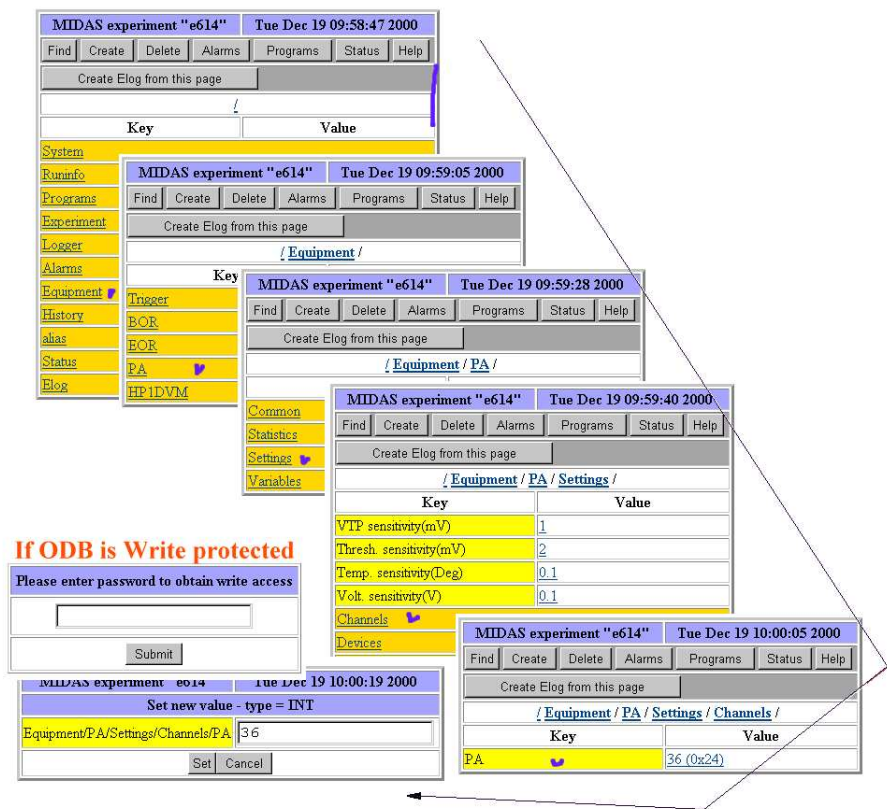 MIDAS experiment "e614" Tue Dec 19 09:58:47 2000
Find Create Delete Alarms Programs Status Help
Create Elog from this page
/
Key Value
System
Runinfo
Programs
Experiment
Logger
Alarms
Equipment
History
alias
Status
Elog
MIDAS experiment "e614" Tue Dec 19 09:59:05 2000
Find Create Delete Alarms Programs Status Help
Create Elog from this page
/ Equipment /
Key
Trigger
BOR
EOR
PA
HP1DVM
MIDAS experiment "e614" Tue Dec 19 09:59:28 2000
Find Create Delete Alarms Programs Status Help
Create Elog from this page
/ Equipment / PA /
Common
Statistics
Settings
Variables
MIDAS experiment "e614" Tue Dec 19 09:59:40 2000
Find Create Delete Alarms Programs Status Help
Create Elog from this page
/ Equipment / PA / Settings /
Key Value
VTP sensitivity(mV) 1
Thresh. sensitivity(mV) 2
Temp. sensitivity(Deg) 0.1
Volt. sensitivity(V) 0.1
Channels
Devices
MIDAS experiment "e614" Tue Dec 19 10:00:05 2000
Find Create Delete Alarms Programs Status Help
Create Elog from this page
/ Equipment / PA / Settings / Channels /
Key Value
PA 36 (0x24)
If ODB is Write protected
Please enter password to obtain write access
Submit
MIDAS experiment "e614" Tue Dec 19 10:00:19 2000
Set new value - type = INT
Equipment/PA/Settings/Channels/PA 36
Set Cancel